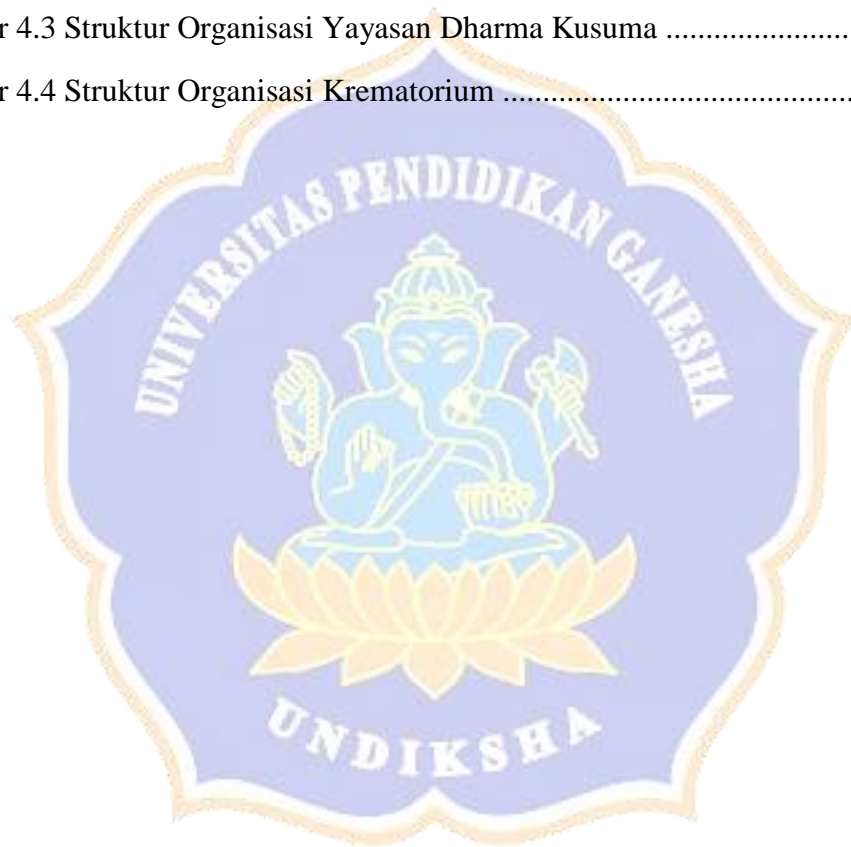 r 4.3 Struktur Organisasi Yayasan Dharma Kusuma .......................
r 4.4 Struktur Organisasi Krematorium ............................................
UNIVERSITAS PENDIDIKAN GANESHA
UNDIKSHA